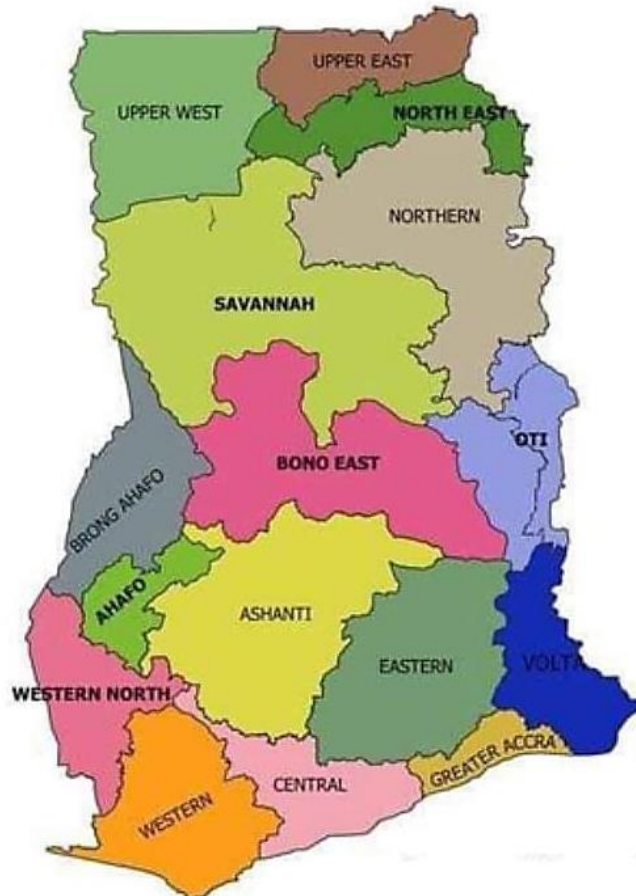 UPPER EAST
UPPER WEST
NORTH EAST
NORTHERN
SAVANNAH
OTI
BONO EAST
BRONG AHAFO
AHAFO
ASHANTI
EASTERN
VOLTA
WESTERN NORTH
GREATER ACCRA
CENTRAL
WESTERN